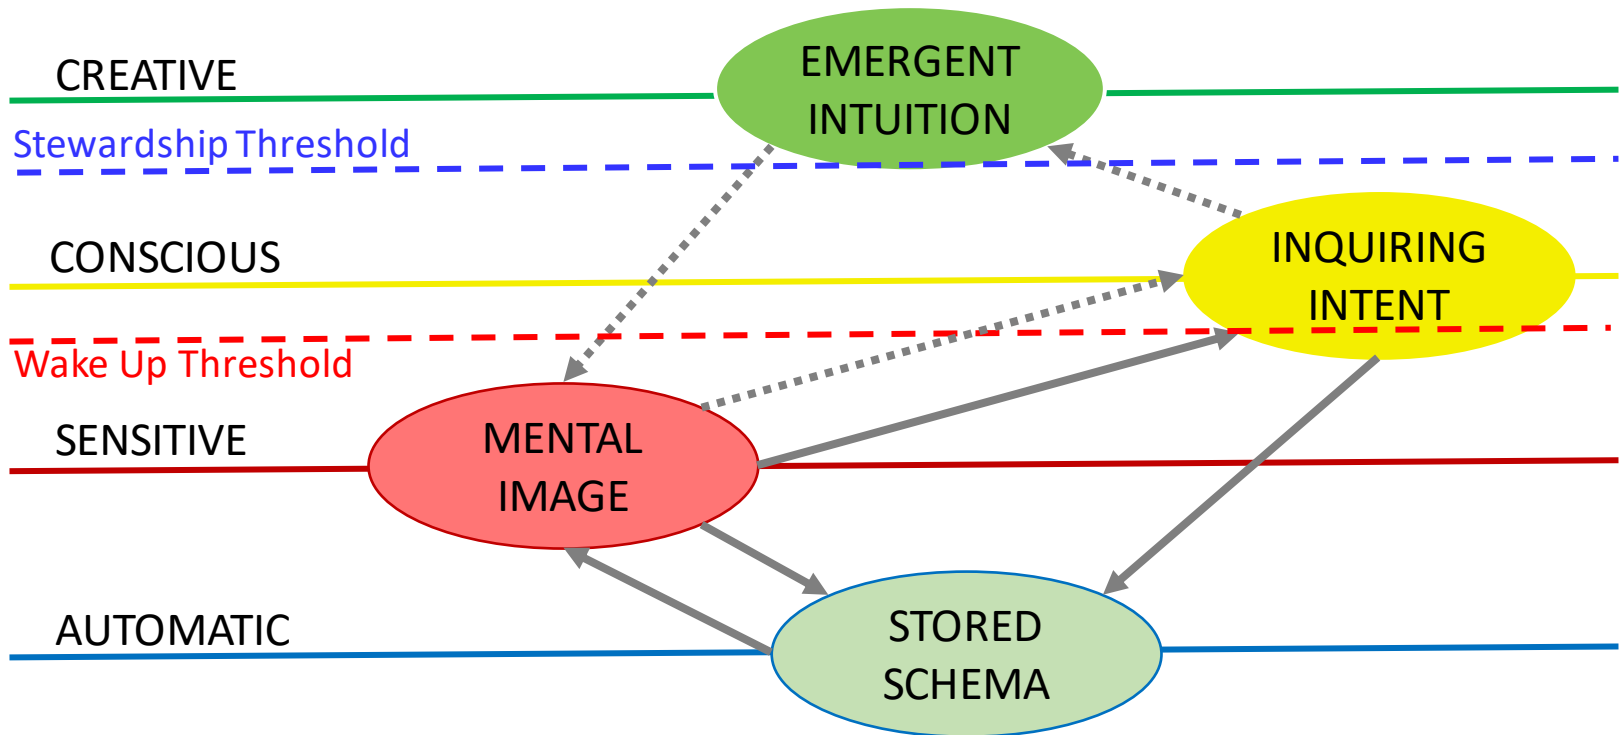 CREATIVE
EMERGENT
INTUITION
Stewardship Threshold
CONSCIOUS
INQUIRING
INTENT
Wake Up Threshold
SENSITIVE
MENTAL
IMAGE
AUTOMATIC
STORED
SCHEMA